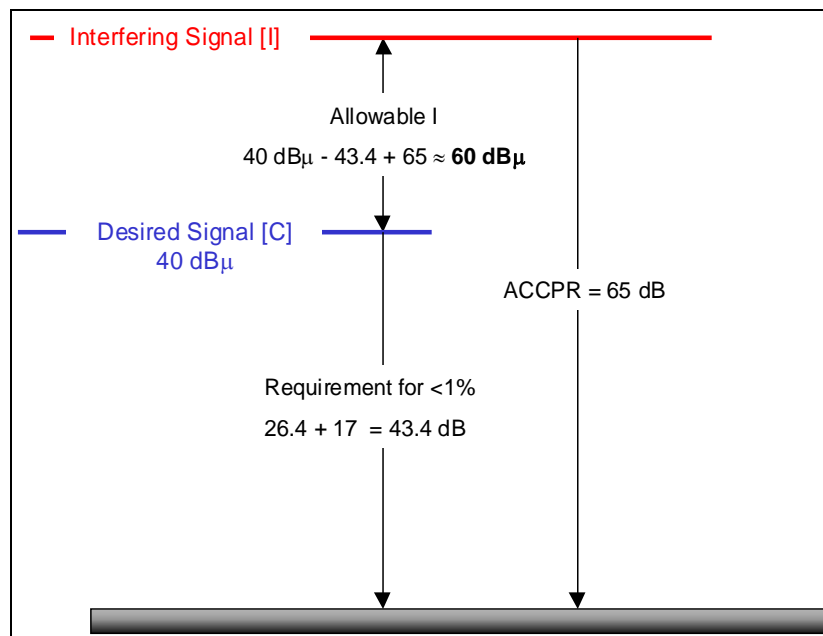 Interfering Signal [I]
Allowable I
40 dBμ - 43.4 + 65 ≈ 60 dBμ
Desired Signal [C]
40 dBμ
ACCPR = 65 dB
Requirement for <1%
26.4 + 17 = 43.4 dB